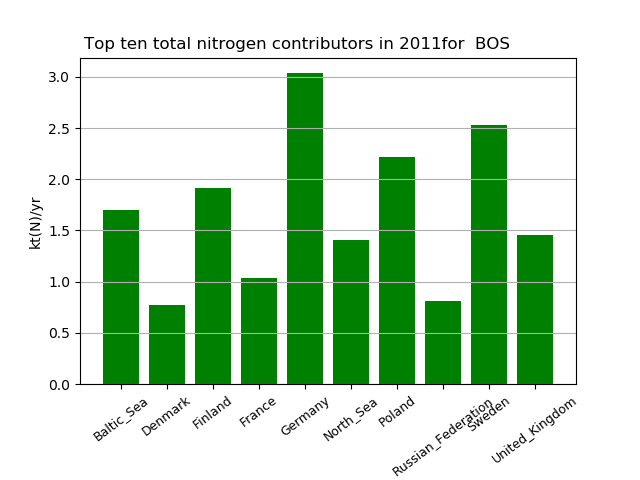 Top ten total nitrogen contributors in 2011for  BOS
kt(N)/yr
3.0
2.5
2.0
1.5
1.0
0.5
0.0
Baltic_Sea
Denmark
Finland
France
Germany
North_Sea
Poland
Russian_Federation
Sweden
United_Kingdom